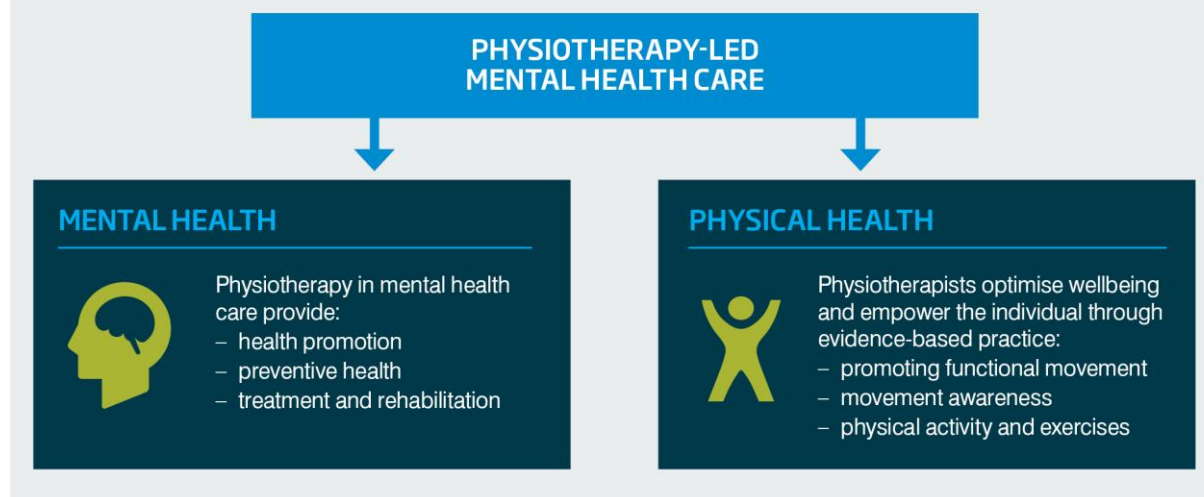 PHYSIOTHERAPY-LED
MENTAL HEALTH CARE
MENTAL HEALTH
Physiotherapy in mental health
care provide:
– health promotion
– preventive health
– treatment and rehabilitation
PHYSICAL HEALTH
Physiotherapists optimise wellbeing
and empower the individual through
evidence-based practice:
– promoting functional movement
– movement awareness
– physical activity and exercises